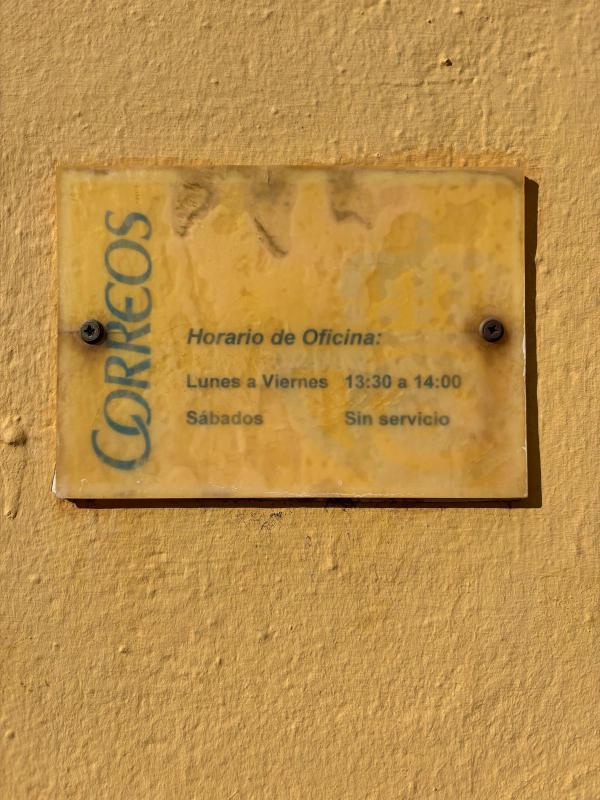 CORREOS
Horario de Oficina:
Lunes a Viernes 13:30 a 14:00
Sábados Sin servicio